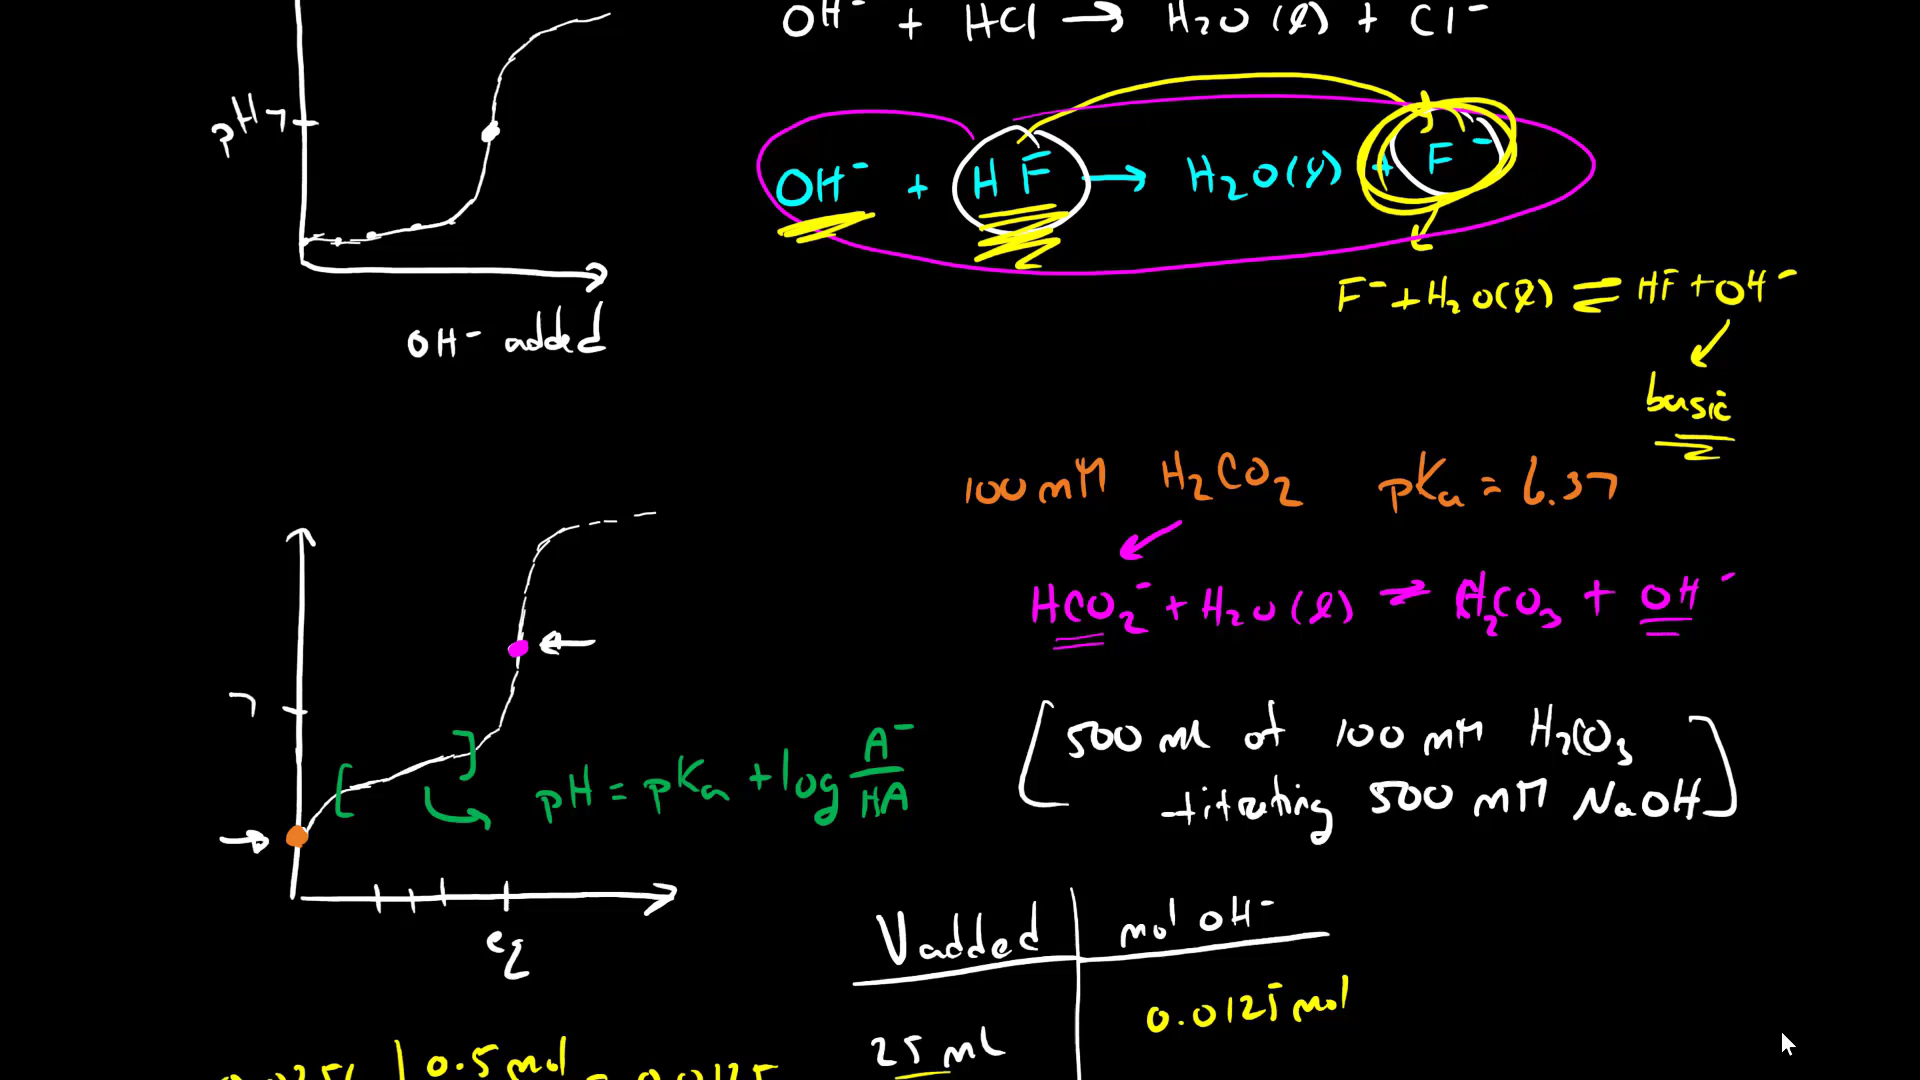 OH⁻ + HCl → H₂O(l) + Cl⁻
pH 7
OH⁻ + HF → H₂O(l) + F⁻
F⁻ + H₂O(l) ⇌ HF + OH⁻
OH⁻ added
basic
100 mM H₂CO₂ pKa = 6.37
HCO₂⁻ + H₂O(l) ⇌ H₂CO₃ + OH⁻
7
[500 mL of 100 mM H₂CO₃
titrating 500 mM NaOH]
pH = pKa + log A⁻/HA
eq
Vadded mol OH⁻
0.0125 mol
25 mL
0.5 mol